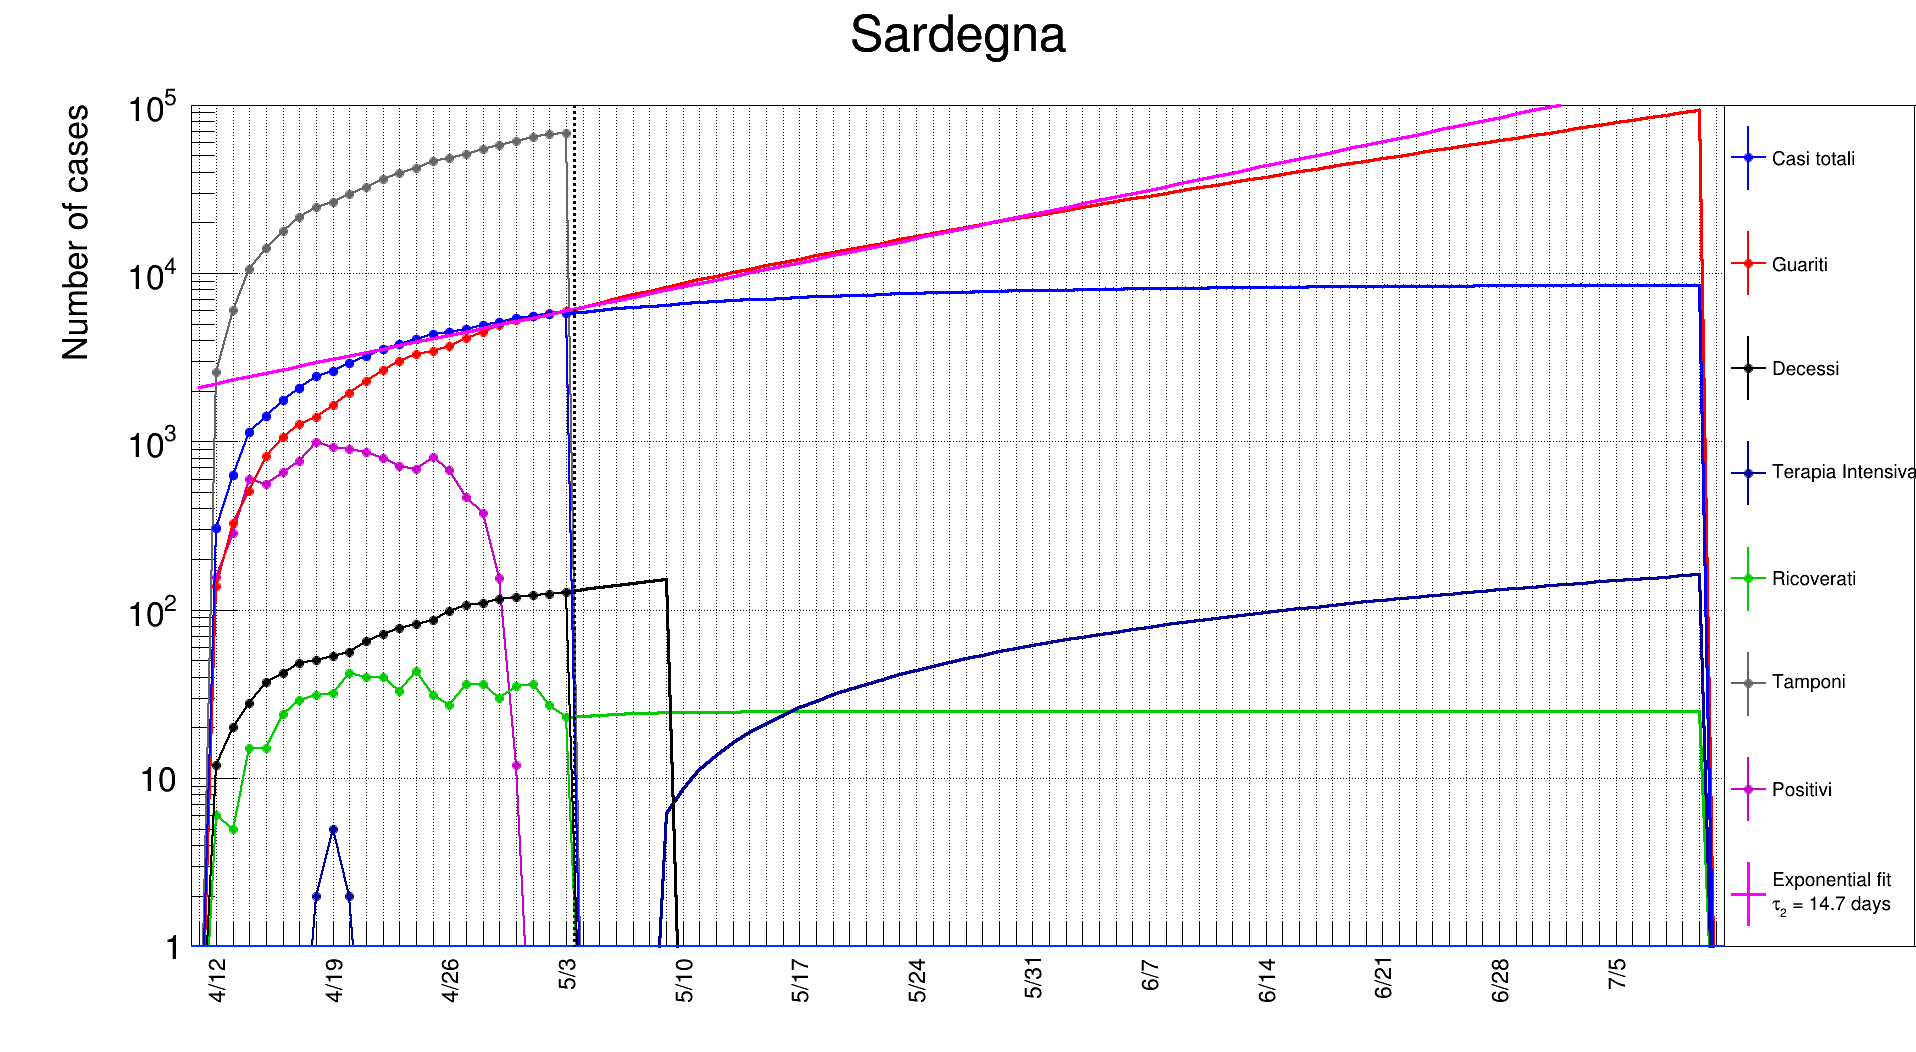 Sardegna
Number of cases
10^5
10^4
10^3
10^2
10
1
4/12
4/19
4/26
5/3
5/10
5/17
5/24
5/31
6/7
6/14
6/21
6/28
7/5
Casi totali
Guariti
Decessi
Terapia Intensiva
Ricoverati
Tamponi
Positivi
Exponential fit
τ₂ = 14.7 days